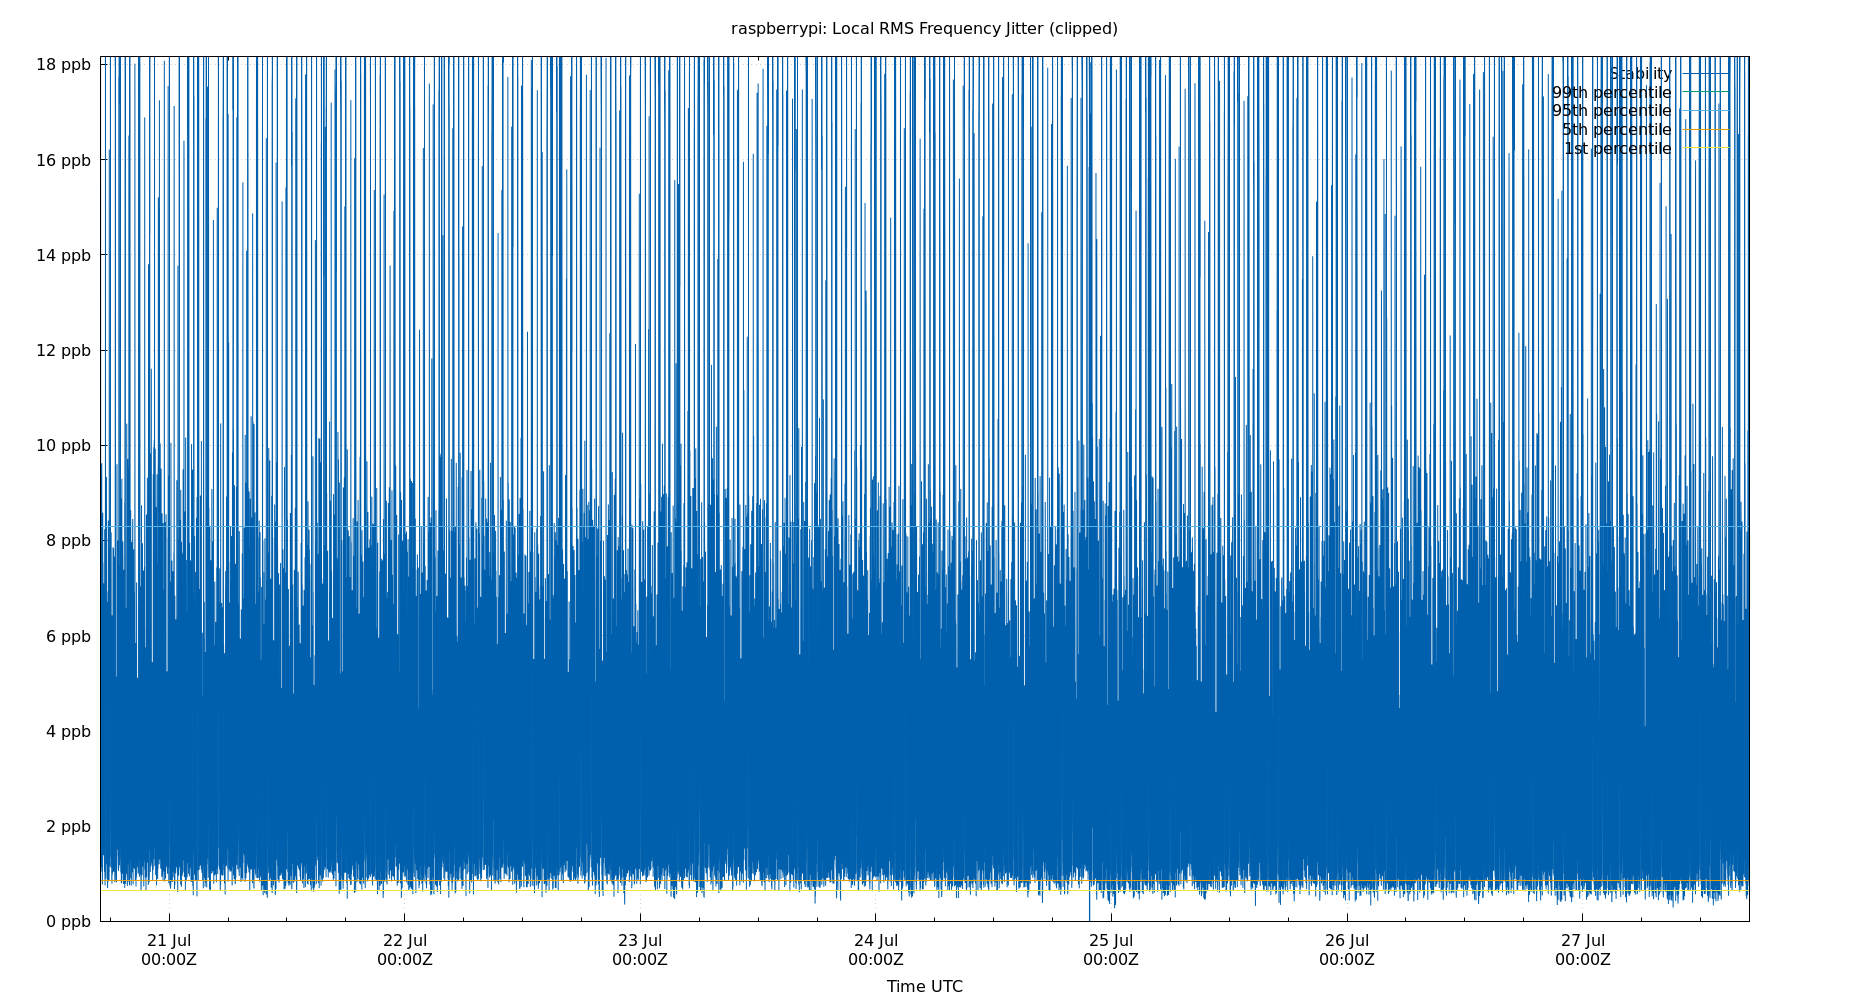 raspberrypi: Local RMS Frequency Jitter (clipped)
18 ppb
16 ppb
14 ppb
12 ppb
10 ppb
8 ppb
6 ppb
4 ppb
2 ppb
0 ppb
Stability
99th percentile
95th percentile
5th percentile
1st percentile
21 Jul
00:00Z
22 Jul
00:00Z
23 Jul
00:00Z
24 Jul
00:00Z
25 Jul
00:00Z
26 Jul
00:00Z
27 Jul
00:00Z
Time UTC